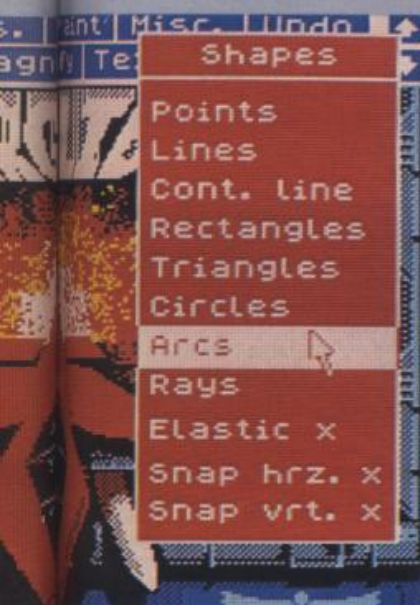 Misc. Undo
Shapes
Points
Lines
Cont. line
Rectangles
Triangles
Circles
Arcs
Rays
Elastic x
Snap hrz. x
Snap vrt. x